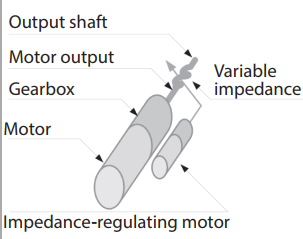 Output shaft
Motor output
Gearbox
Variable
impedance
Motor
Impedance-regulating motor